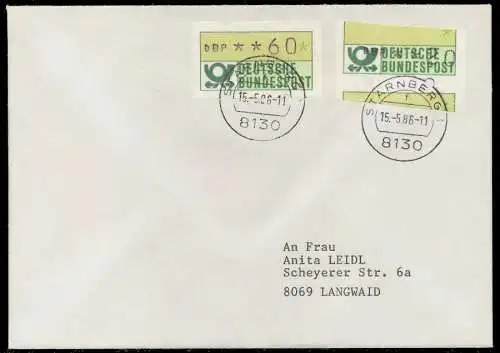 DBP **60*
DEUTSCHE
BUNDESPOST
DEUTSCHE
BUNDESPOST
STARNBERG
15.-5.86-11
8130
STARNBERG
15.-5.86-11
8130
An Frau
Anita LEIDL
Scheyerer Str. 6a
8069 LANGWAID